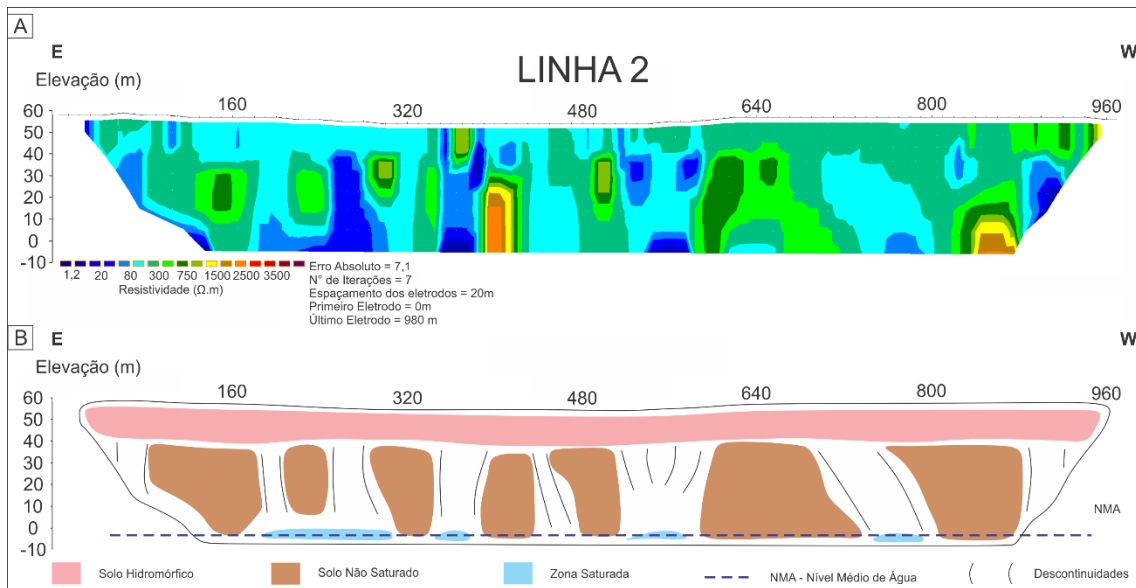 A
E
W
LINHA 2
Elevação (m)
160 320 480 640 800 960
60
50
40
30
20
10
0
-10
1,2 20 80 300 750 1500 2500 3500
Resistividade (Ω.m)
Erro Absoluto = 7,1
N° de Iterações = 7
Espaçamento dos eletrodos = 20m
Primeiro Eletrodo = 0m
Último Eletrodo = 980 m
B
E
W
Elevação (m)
160 320 480 640 800 960
60
50
40
30
20
10
0
-10
NMA
Solo Hidromórfico
Solo Não Saturado
Zona Saturada
NMA - Nível Médio de Água
Descontinuidades